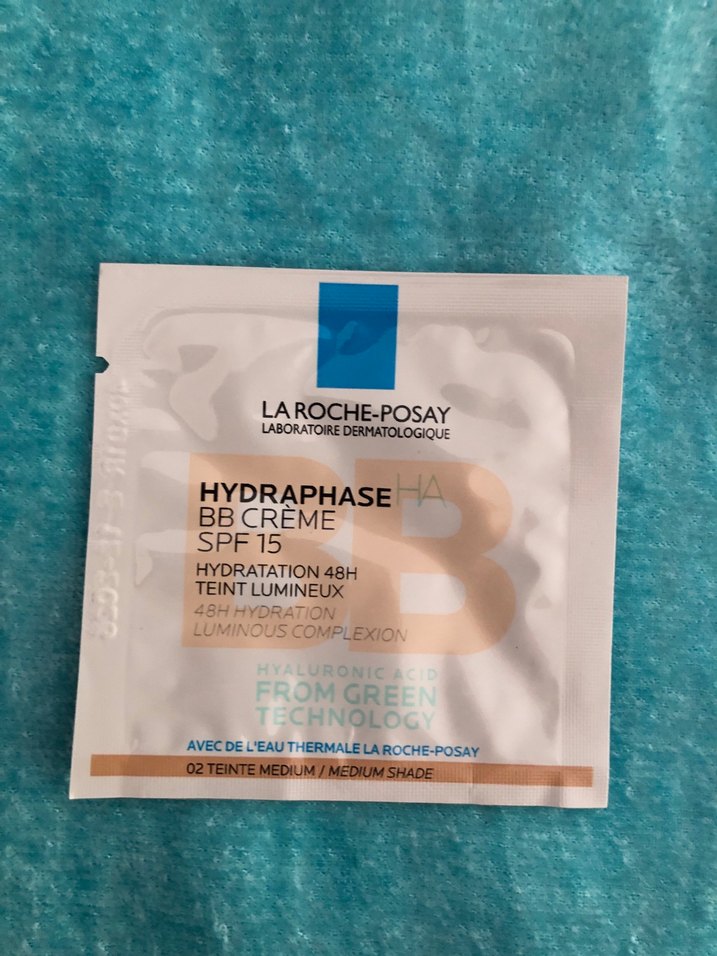 LA ROCHE-POSAY
LABORATOIRE DERMATOLOGIQUE
HYDRAPHASE HA
BB CRÈME
SPF 15
HYDRATATION 48H
TEINT LUMINEUX
48H HYDRATION
LUMINOUS COMPLEXION
BB
HYALURONIC ACID
FROM GREEN
TECHNOLOGY
AVEC DE L'EAU THERMALE LA ROCHE-POSAY
02 TEINTE MEDIUM / MEDIUM SHADE